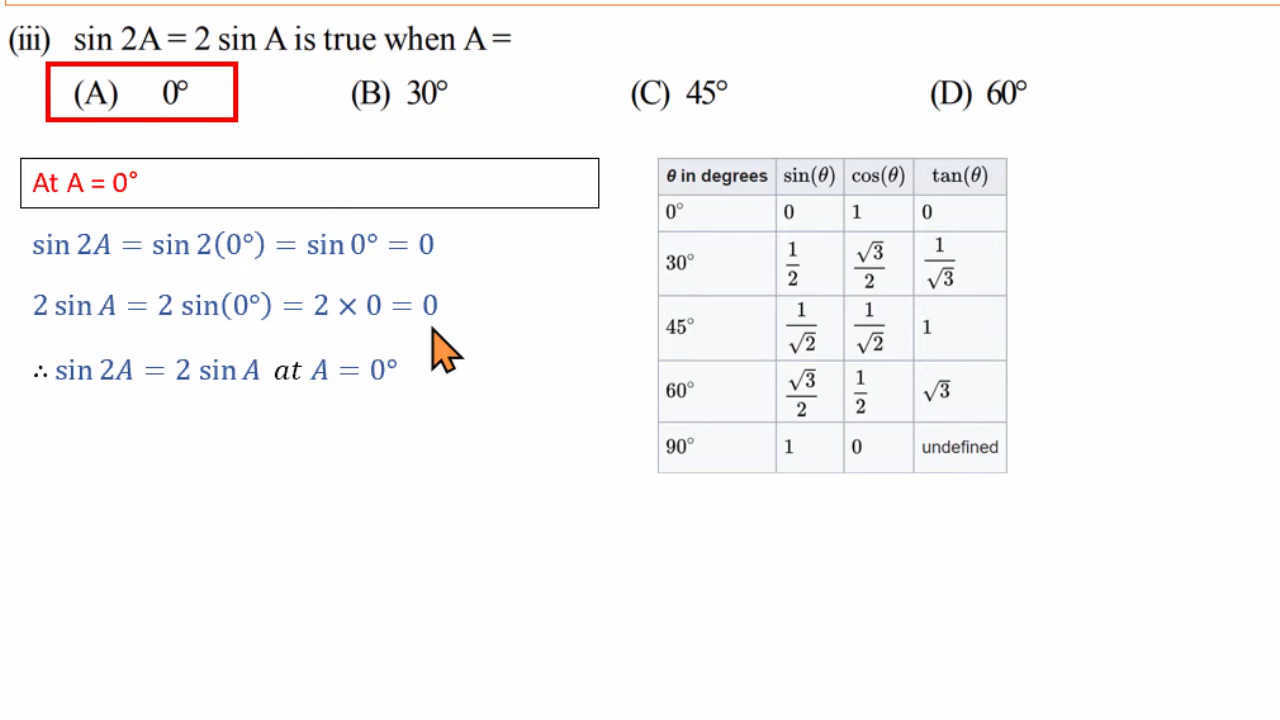 (iii) sin 2A = 2 sin A is true when A =
(A) 0° (B) 30° (C) 45° (D) 60°
At A = 0°
sin 2A = sin 2(0°) = sin 0° = 0
2 sin A = 2 sin(0°) = 2 × 0 = 0
∴ sin 2A = 2 sin A at A = 0°
θ in degrees sin(θ) cos(θ) tan(θ)
0° 0 1 0
30° 1/2 √3/2 1/√3
45° 1/√2 1/√2 1
60° √3/2 1/2 √3
90° 1 0 undefined